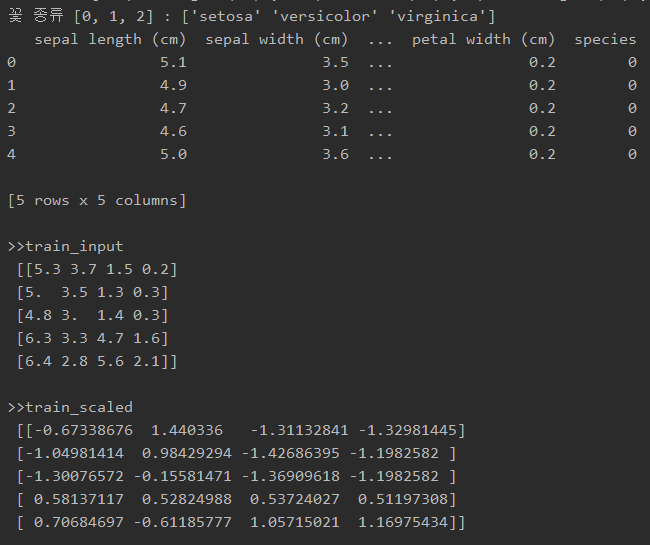 꽃 종류 [0, 1, 2] : ['setosa' 'versicolor' 'virginica']
   sepal length (cm)  sepal width (cm)  ...  petal width (cm)  species
0                5.1               3.5  ...               0.2        0
1                4.9               3.0  ...               0.2        0
2                4.7               3.2  ...               0.2        0
3                4.6               3.1  ...               0.2        0
4                5.0               3.6  ...               0.2        0
[5 rows x 5 columns]
>>train_input
 [[5.3 3.7 1.5 0.2]
 [5.  3.5 1.3 0.3]
 [4.8 3.  1.4 0.3]
 [6.3 3.3 4.7 1.6]
 [6.4 2.8 5.6 2.1]]
>>train_scaled
 [[-0.67338676  1.440336   -1.31132841 -1.32981445]
 [-1.04981414  0.98429294 -1.42686395 -1.1982582 ]
 [-1.30076572 -0.15581471 -1.36909618 -1.1982582 ]
 [ 0.58137117  0.52824988  0.53724027  0.51197308]
 [ 0.70684697 -0.61185777  1.05715021  1.16975434]]